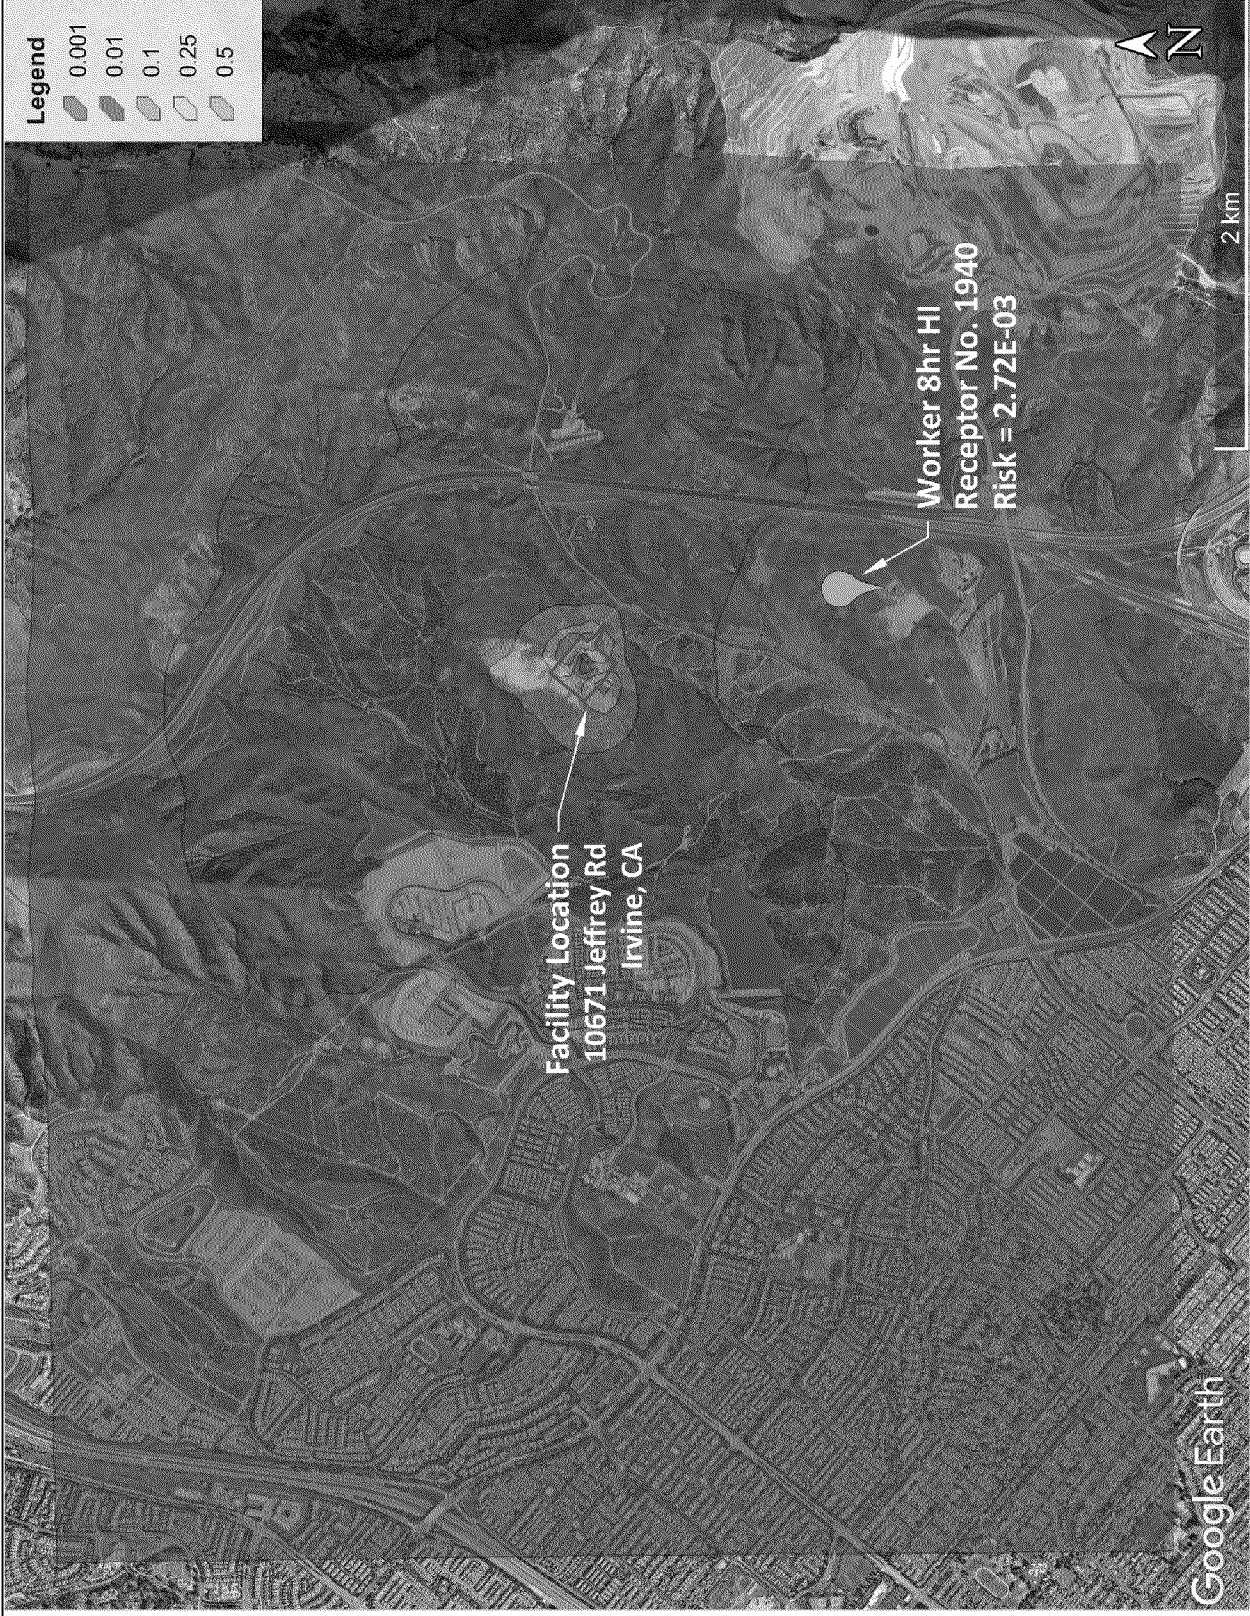 Legend
0.001
0.01
0.1
0.25
0.5
Facility Location
10671 Jeffrey Rd
Irvine, CA
Worker 8hr HI
Receptor No. 1940
Risk = 2.72E-03
Google Earth
2 km
N